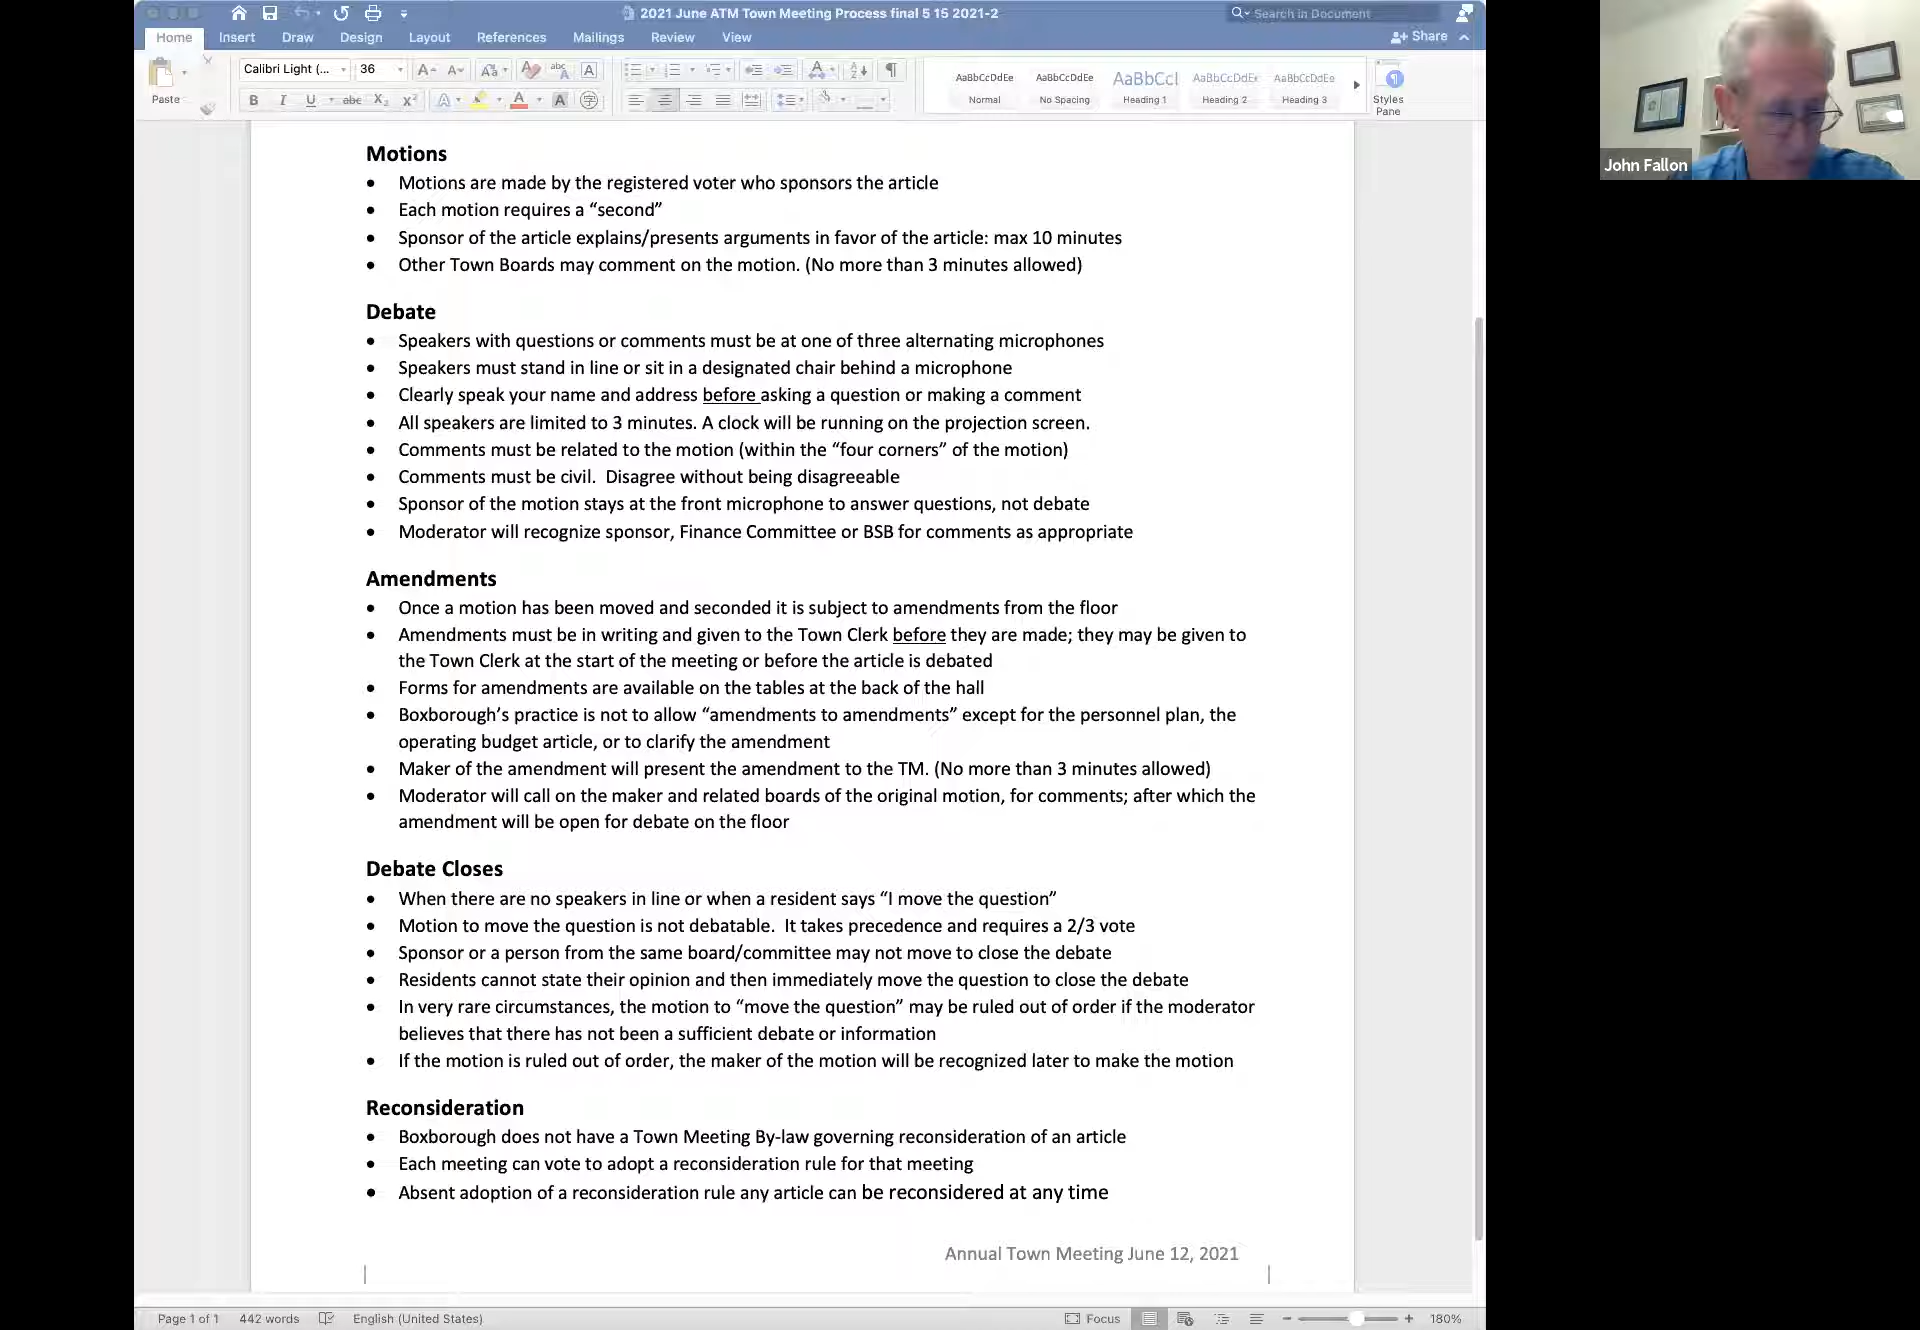 2021 June ATM Town Meeting Process final 5 15 2021-2
Search in Document
Home Insert Draw Design Layout References Mailings Review View
Share
Paste
Calibri Light (... 36
AaBbCcDdEe Normal
AaBbCcDdEe No Spacing
AaBbCcI Heading 1
AaBbCcDdEe Heading 2
AaBbCcDdEe Heading 3
Styles
Pane
John Fallon
Motions
• Motions are made by the registered voter who sponsors the article
• Each motion requires a “second”
• Sponsor of the article explains/presents arguments in favor of the article: max 10 minutes
• Other Town Boards may comment on the motion. (No more than 3 minutes allowed)
Debate
• Speakers with questions or comments must be at one of three alternating microphones
• Speakers must stand in line or sit in a designated chair behind a microphone
• Clearly speak your name and address before asking a question or making a comment
• All speakers are limited to 3 minutes. A clock will be running on the projection screen.
• Comments must be related to the motion (within the “four corners” of the motion)
• Comments must be civil.  Disagree without being disagreeable
• Sponsor of the motion stays at the front microphone to answer questions, not debate
• Moderator will recognize sponsor, Finance Committee or BSB for comments as appropriate
Amendments
• Once a motion has been moved and seconded it is subject to amendments from the floor
• Amendments must be in writing and given to the Town Clerk before they are made; they may be given to
the Town Clerk at the start of the meeting or before the article is debated
• Forms for amendments are available on the tables at the back of the hall
• Boxborough’s practice is not to allow “amendments to amendments” except for the personnel plan, the
operating budget article, or to clarify the amendment
• Maker of the amendment will present the amendment to the TM. (No more than 3 minutes allowed)
• Moderator will call on the maker and related boards of the original motion, for comments; after which the
amendment will be open for debate on the floor
Debate Closes
• When there are no speakers in line or when a resident says “I move the question”
• Motion to move the question is not debatable.  It takes precedence and requires a 2/3 vote
• Sponsor or a person from the same board/committee may not move to close the debate
• Residents cannot state their opinion and then immediately move the question to close the debate
• In very rare circumstances, the motion to “move the question” may be ruled out of order if the moderator
believes that there has not been a sufficient debate or information
• If the motion is ruled out of order, the maker of the motion will be recognized later to make the motion
Reconsideration
• Boxborough does not have a Town Meeting By-law governing reconsideration of an article
• Each meeting can vote to adopt a reconsideration rule for that meeting
• Absent adoption of a reconsideration rule any article can be reconsidered at any time
Annual Town Meeting June 12, 2021
Page 1 of 1 442 words English (United States) Focus 180%